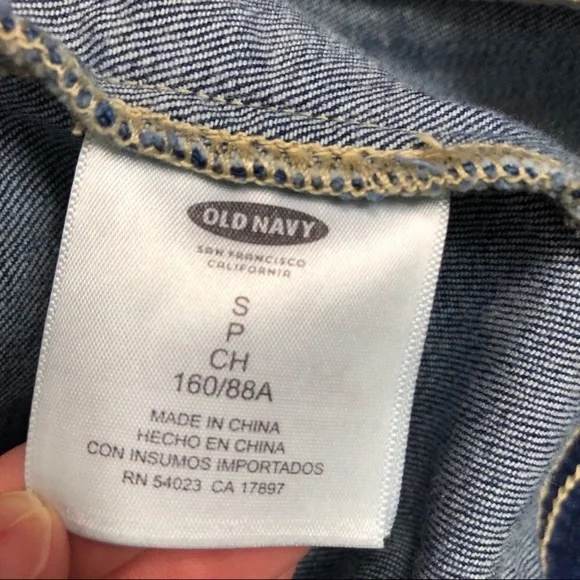 OLD NAVY
SAN FRANCISCO
CALIFORNIA
S
P
CH
160/88A
MADE IN CHINA
HECHO EN CHINA
CON INSUMOS IMPORTADOS
RN 54023 CA 17897